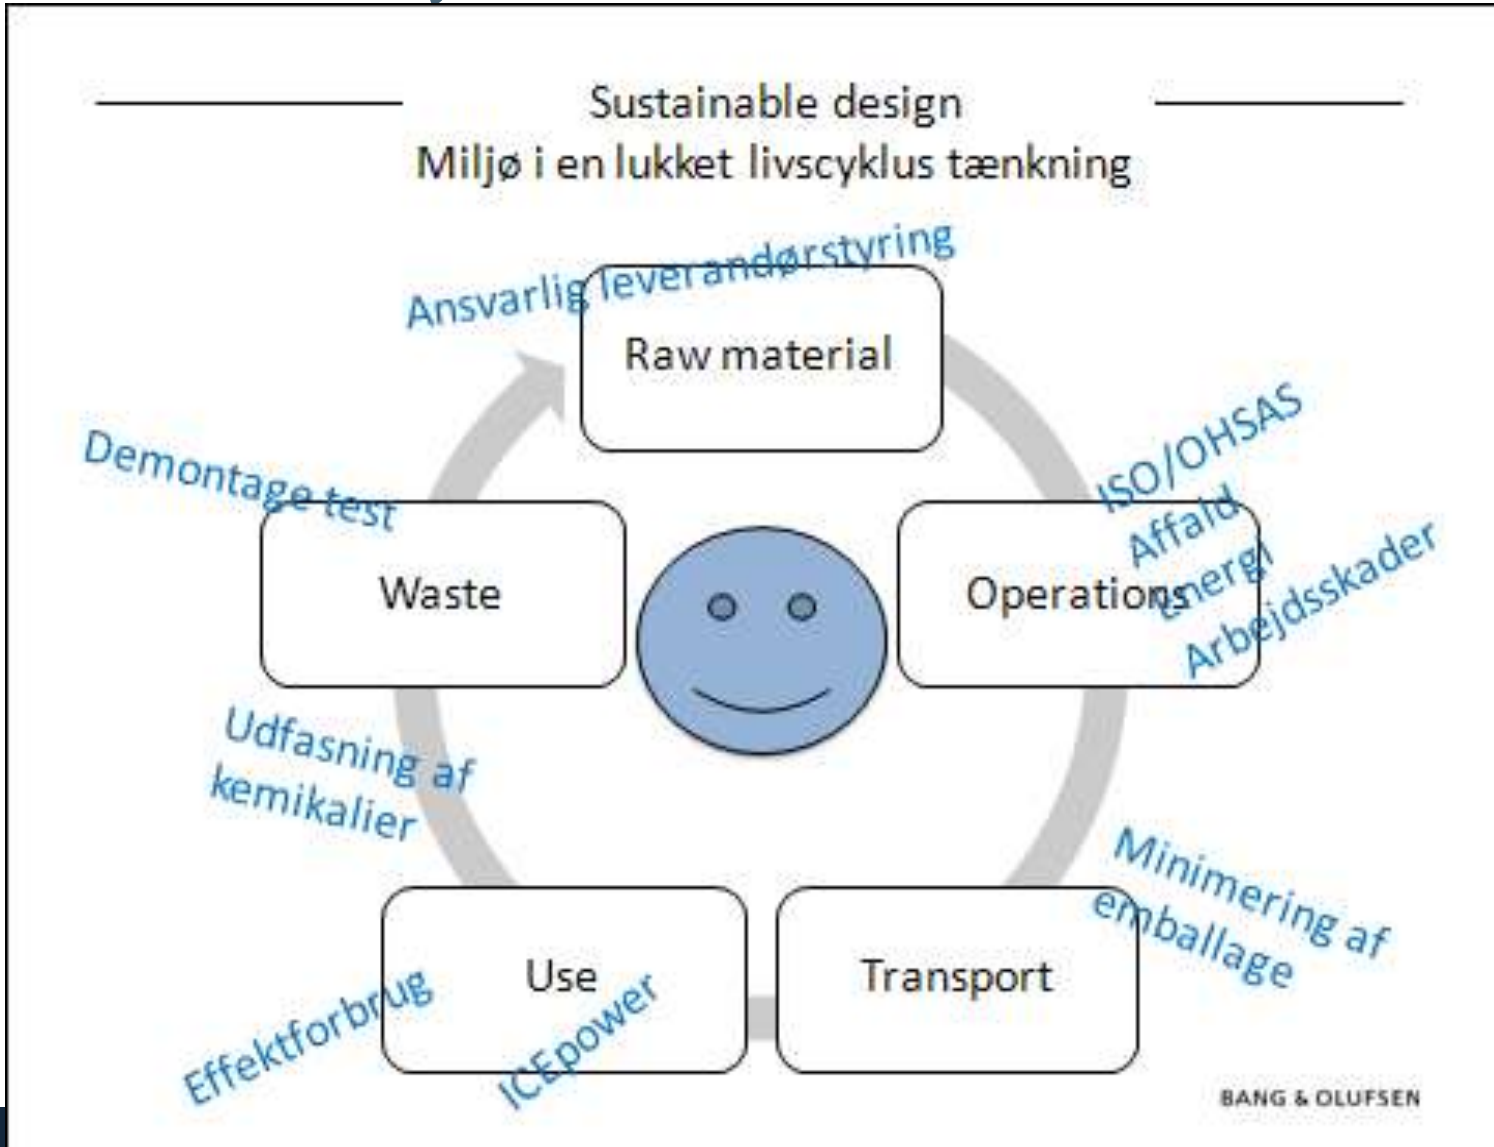 Sustainable design
Miljø i en lukket livscyklus tænkning
Ansvarlig leverandørstyring
Raw material
ISO/OHSAS
Affald
Energi
Arbejdsskader
Operations
Demontage test
Waste
Udfasning af
kemikalier
Minimering af
emballage
Use
Transport
Effektforbrug
ICEpower
BANG & OLUFSEN